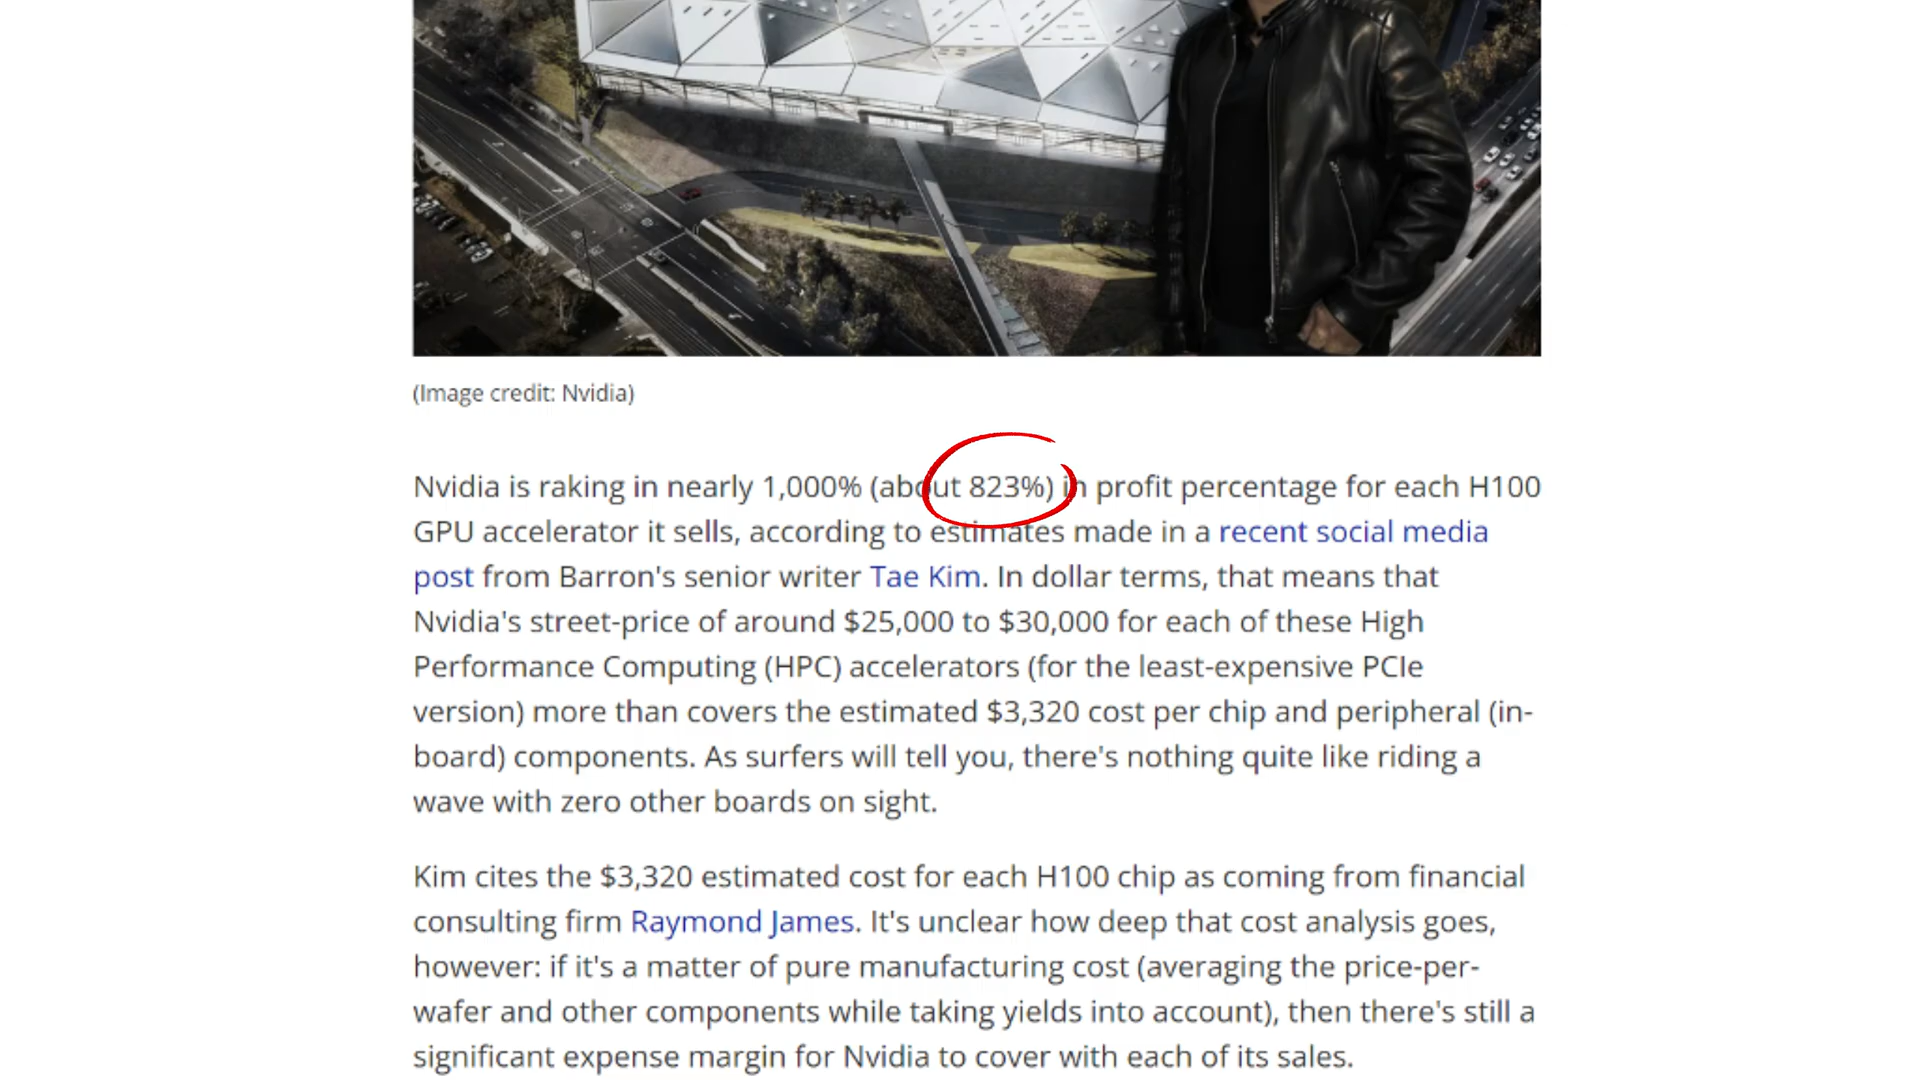 (Image credit: Nvidia)
Nvidia is raking in nearly 1,000% (about 823%) in profit percentage for each H100
GPU accelerator it sells, according to estimates made in a recent social media
post from Barron's senior writer Tae Kim. In dollar terms, that means that
Nvidia's street-price of around $25,000 to $30,000 for each of these High
Performance Computing (HPC) accelerators (for the least-expensive PCIe
version) more than covers the estimated $3,320 cost per chip and peripheral (in-
board) components. As surfers will tell you, there's nothing quite like riding a
wave with zero other boards on sight.
Kim cites the $3,320 estimated cost for each H100 chip as coming from financial
consulting firm Raymond James. It's unclear how deep that cost analysis goes,
however: if it's a matter of pure manufacturing cost (averaging the price-per-
wafer and other components while taking yields into account), then there's still a
significant expense margin for Nvidia to cover with each of its sales.